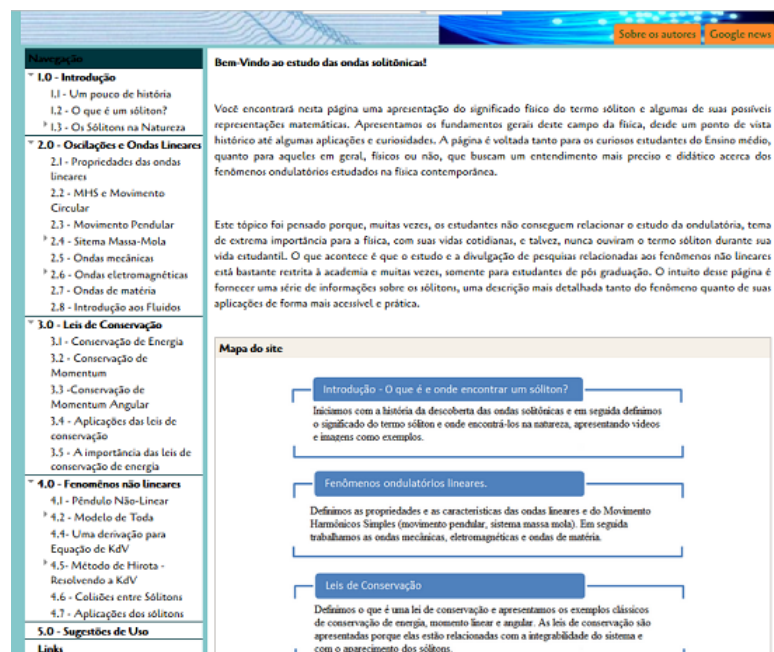 Sobre os autores
Google news
Navegação
1.0 - Introdução
1.1 - Um pouco de história
1.2 - O que é um sóliton?
1.3 - Os Sólitons na Natureza
2.0 - Oscilações e Ondas Lineares
2.1 - Propriedades das ondas
lineares
2.2 - MHS e Movimento
Circular
2.3 - Movimento Pendular
2.4 - Sitema Massa-Mola
2.5 - Ondas mecânicas
2.6 - Ondas eletromagnéticas
2.7 - Ondas de matéria
2.8 - Introdução aos Fluidos
3.0 - Leis de Conservação
3.1 - Conservação de Energia
3.2 - Conservação de
Momentum
3.3 -Conservação de
Momentum Angular
3.4 - Aplicações das leis de
conservação
3.5 - A importância das leis de
conservação de energia
4.0 - Fenomênos não lineares
4.1 - Pêndulo Não-Linear
4.2 - Modelo de Toda
4.4- Uma derivação para
Equação de KdV
4.5- Método de Hirota -
Resolvendo a KdV
4.6 - Colisões entre Sólitons
4.7 - Aplicações dos sólitons
5.0 - Sugestões de Uso
Links
Bem-Vindo ao estudo das ondas solitônicas!
Você encontrará nesta página uma apresentação do significado físico do termo sóliton e algumas de suas possíveis
representações matemáticas. Apresentamos os fundamentos gerais deste campo da física, desde um ponto de vista
histórico até algumas aplicações e curiosidades. A página é voltada tanto para os curiosos estudantes do Ensino médio,
quanto para aqueles em geral, físicos ou não, que buscam um entendimento mais preciso e didático acerca dos
fenômenos ondulatórios estudados na física contemporânea.
Este tópico foi pensado porque, muitas vezes, os estudantes não conseguem relacionar o estudo da ondulatória, tema
de extrema importância para a física, com suas vidas cotidianas, e talvez, nunca ouviram o termo sóliton durante sua
vida estudantil. O que acontece é que o estudo e a divulgação de pesquisas relacionadas aos fenômenos não lineares
está bastante restrita à academia e muitas vezes, somente para estudantes de pós graduação. O intuito desse página é
fornecer uma série de informações sobre os sólitons, uma descrição mais detalhada tanto do fenômeno quanto de suas
aplicações de forma mais acessível e prática.
Mapa do site
Introdução - O que é e onde encontrar um sóliton?
Iniciamos com a história da descoberta das ondas solitônicas e em seguida definimos
o significado do termo sóliton e onde encontrá-los na natureza, apresentando vídeos
e imagens como exemplos.
Fenômenos ondulatórios lineares.
Definimos as propriedades e as características das ondas lineares e do Movimento
Harmônicos Simples (movimento pendular, sistema massa mola). Em seguida
trabalhamos as ondas mecânicas, eletromagnéticas e ondas de matéria.
Leis de Conservação
Definimos o que é uma lei de conservação e apresentamos os exemplos clássicos
de conservação de energia, momento linear e angular. As leis de conservação são
apresentadas porque elas estão relacionadas com a integrabilidade do sistema e
com o aparecimento dos sólitons.